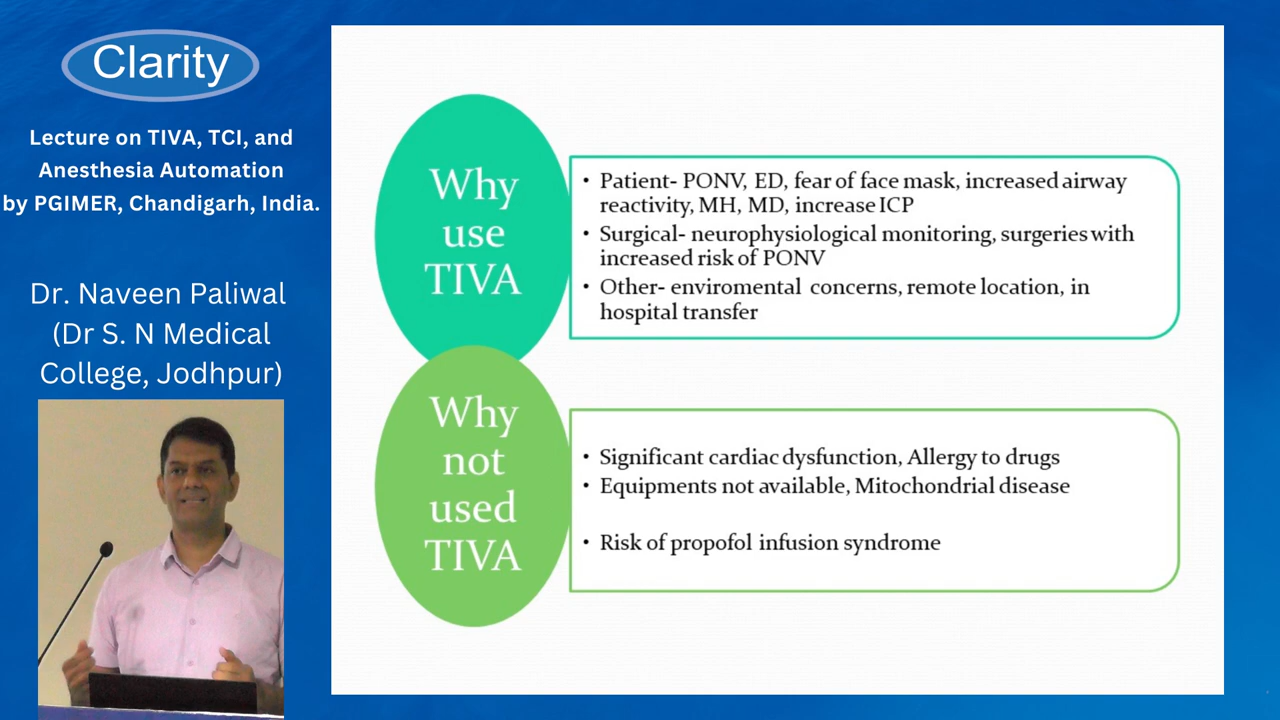 Clarity
Lecture on TIVA, TCI, and
Anesthesia Automation
by PGIMER, Chandigarh, India.
Dr. Naveen Paliwal
(Dr S. N Medical
College, Jodhpur)
Why
use
TIVA
• Patient- PONV, ED, fear of face mask, increased airway
reactivity, MH, MD, increase ICP
• Surgical- neurophysiological monitoring, surgeries with
increased risk of PONV
• Other- enviromental concerns, remote location, in
hospital transfer
Why
not
used
TIVA
• Significant cardiac dysfunction, Allergy to drugs
• Equipments not available, Mitochondrial disease
• Risk of propofol infusion syndrome